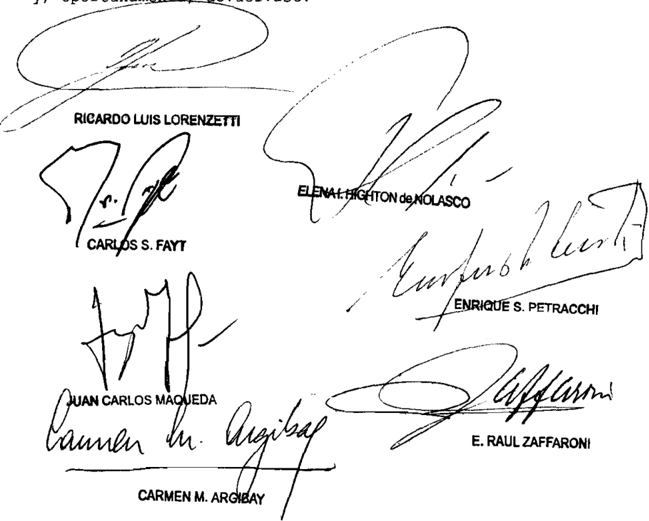 RICARDO LUIS LORENZETTI
ELENA I. HIGHTON de NOLASCO
CARLOS S. FAYT
ENRIQUE S. PETRACCHI
JUAN CARLOS MAQUEDA
Zaffaroni
Carmen M. Argibay
E. RAUL ZAFFARONI
CARMEN M. ARGIBAY